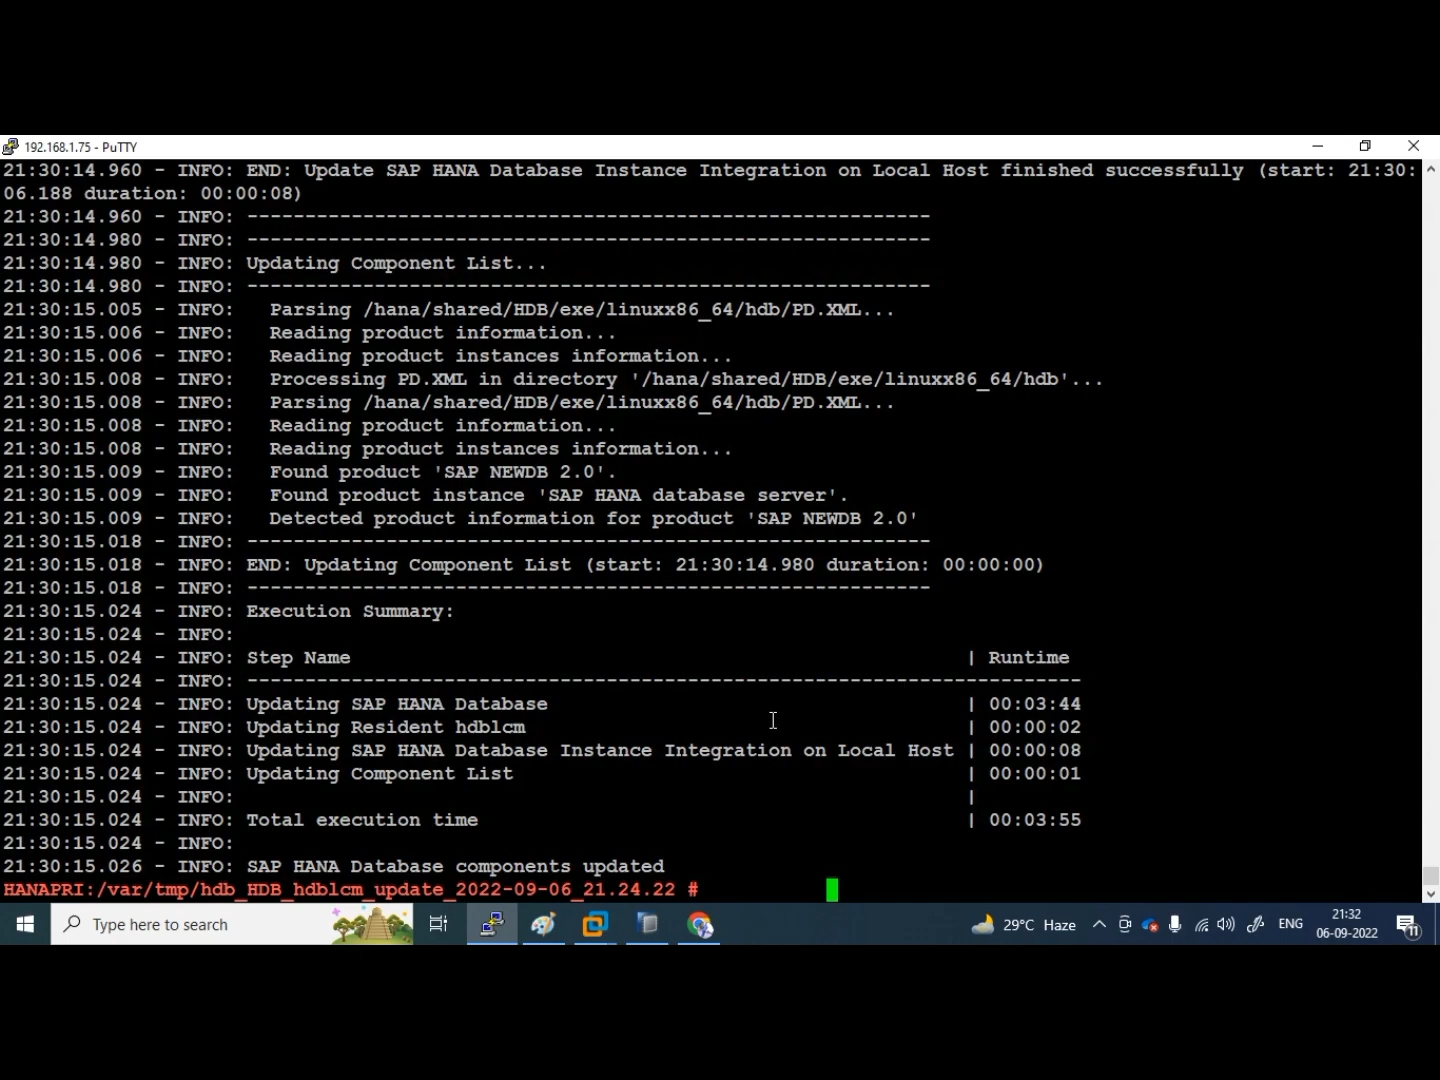 192.168.1.75 - PuTTY
21:30:14.960 - INFO: END: Update SAP HANA Database Instance Integration on Local Host finished successfully (start: 21:30:
06.188 duration: 00:00:08)
21:30:14.960 - INFO: -----------------------------------------------------------
21:30:14.980 - INFO: -----------------------------------------------------------
21:30:14.980 - INFO: Updating Component List...
21:30:14.980 - INFO: -----------------------------------------------------------
21:30:15.005 - INFO:   Parsing /hana/shared/HDB/exe/linuxx86_64/hdb/PD.XML...
21:30:15.006 - INFO:   Reading product information...
21:30:15.006 - INFO:   Reading product instances information...
21:30:15.008 - INFO:   Processing PD.XML in directory '/hana/shared/HDB/exe/linuxx86_64/hdb'...
21:30:15.008 - INFO:   Parsing /hana/shared/HDB/exe/linuxx86_64/hdb/PD.XML...
21:30:15.008 - INFO:   Reading product information...
21:30:15.008 - INFO:   Reading product instances information...
21:30:15.009 - INFO:   Found product 'SAP NEWDB 2.0'.
21:30:15.009 - INFO:   Found product instance 'SAP HANA database server'.
21:30:15.009 - INFO:   Detected product information for product 'SAP NEWDB 2.0'
21:30:15.018 - INFO: -----------------------------------------------------------
21:30:15.018 - INFO: END: Updating Component List (start: 21:30:14.980 duration: 00:00:00)
21:30:15.018 - INFO: -----------------------------------------------------------
21:30:15.024 - INFO: Execution Summary:
21:30:15.024 - INFO:
21:30:15.024 - INFO: Step Name                                                     | Runtime
21:30:15.024 - INFO: ------------------------------------------------------------------------
21:30:15.024 - INFO: Updating SAP HANA Database                                    | 00:03:44
21:30:15.024 - INFO: Updating Resident hdblcm                                      | 00:00:02
21:30:15.024 - INFO: Updating SAP HANA Database Instance Integration on Local Host | 00:00:08
21:30:15.024 - INFO: Updating Component List                                       | 00:00:01
21:30:15.024 - INFO:                                                               |
21:30:15.024 - INFO: Total execution time                                          | 00:03:55
21:30:15.024 - INFO:
21:30:15.026 - INFO: SAP HANA Database components updated
HANAPRI:/var/tmp/hdb_HDB_hdblcm_update_2022-09-06_21.24.22 #
Type here to search
29°C Haze
ENG
21:32
06-09-2022
11